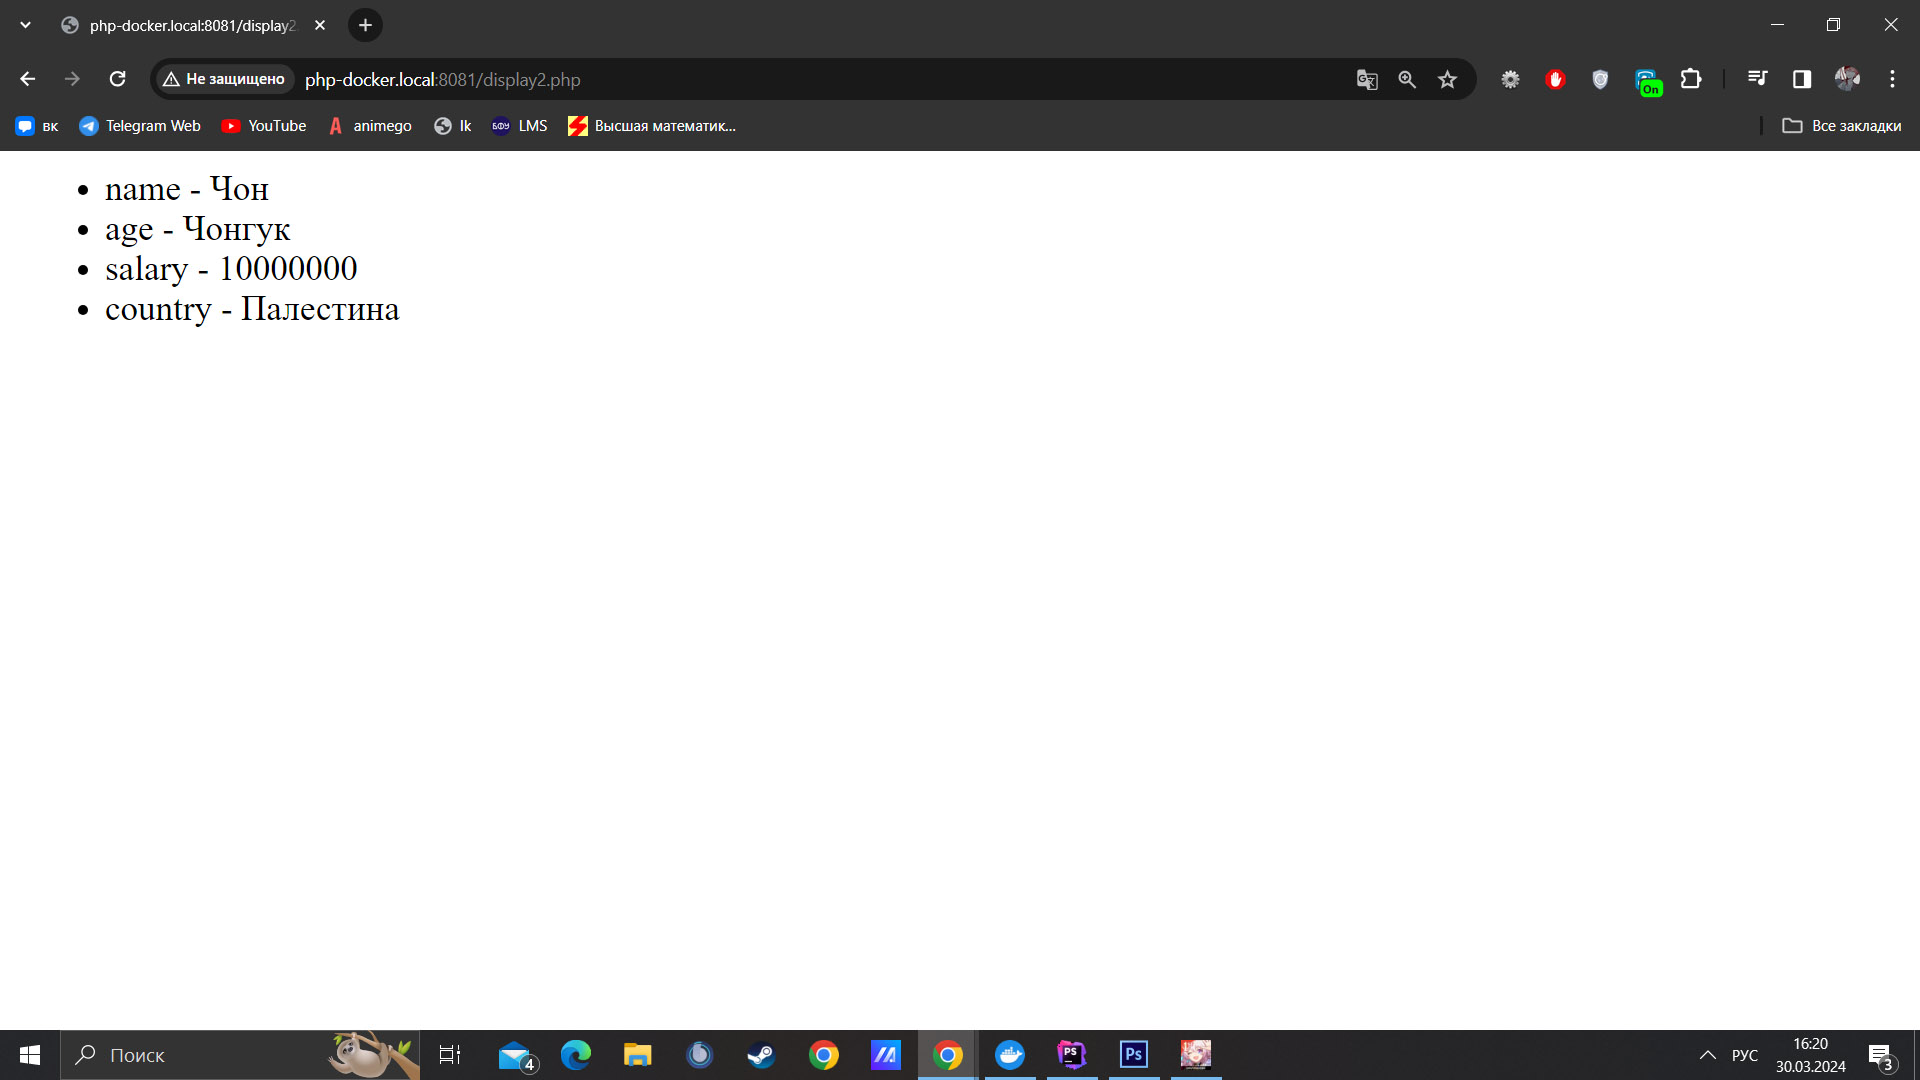 php-docker.local:8081/display2
Не защищено
php-docker.local:8081/display2.php
On
вк
Telegram Web
YouTube
A
animego
lk
БФУ
LMS
Высшая математик...
Все закладки
• name - Чон
• age - Чонгук
• salary - 10000000
• country - Палестина
Поиск
4
PS
Ps
РУС
16:20
30.03.2024
3